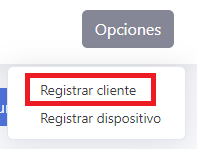 Opciones
Registrar cliente
Registrar dispositivo